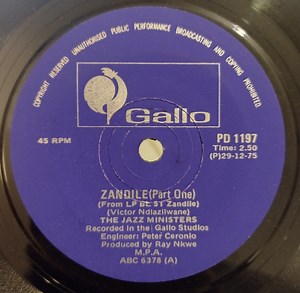 COPYRIGHT RESERVED UNAUTHORISED PUBLIC PERFORMANCE BROADCASTING AND COPYING PROHIBITED.
Gallo
45 RPM
PD 1197
Time: 2.50
(P)29-12-75
ZANDILE(Part One)
(From LP BL 51 Zandile)
(Victor Ndlazilwane)
THE JAZZ MINISTERS
Recorded in the Gallo Studios
Engineer: Peter Ceronio
Produced by Ray Nkwe
M.P.A.
ABC 6378 (A)